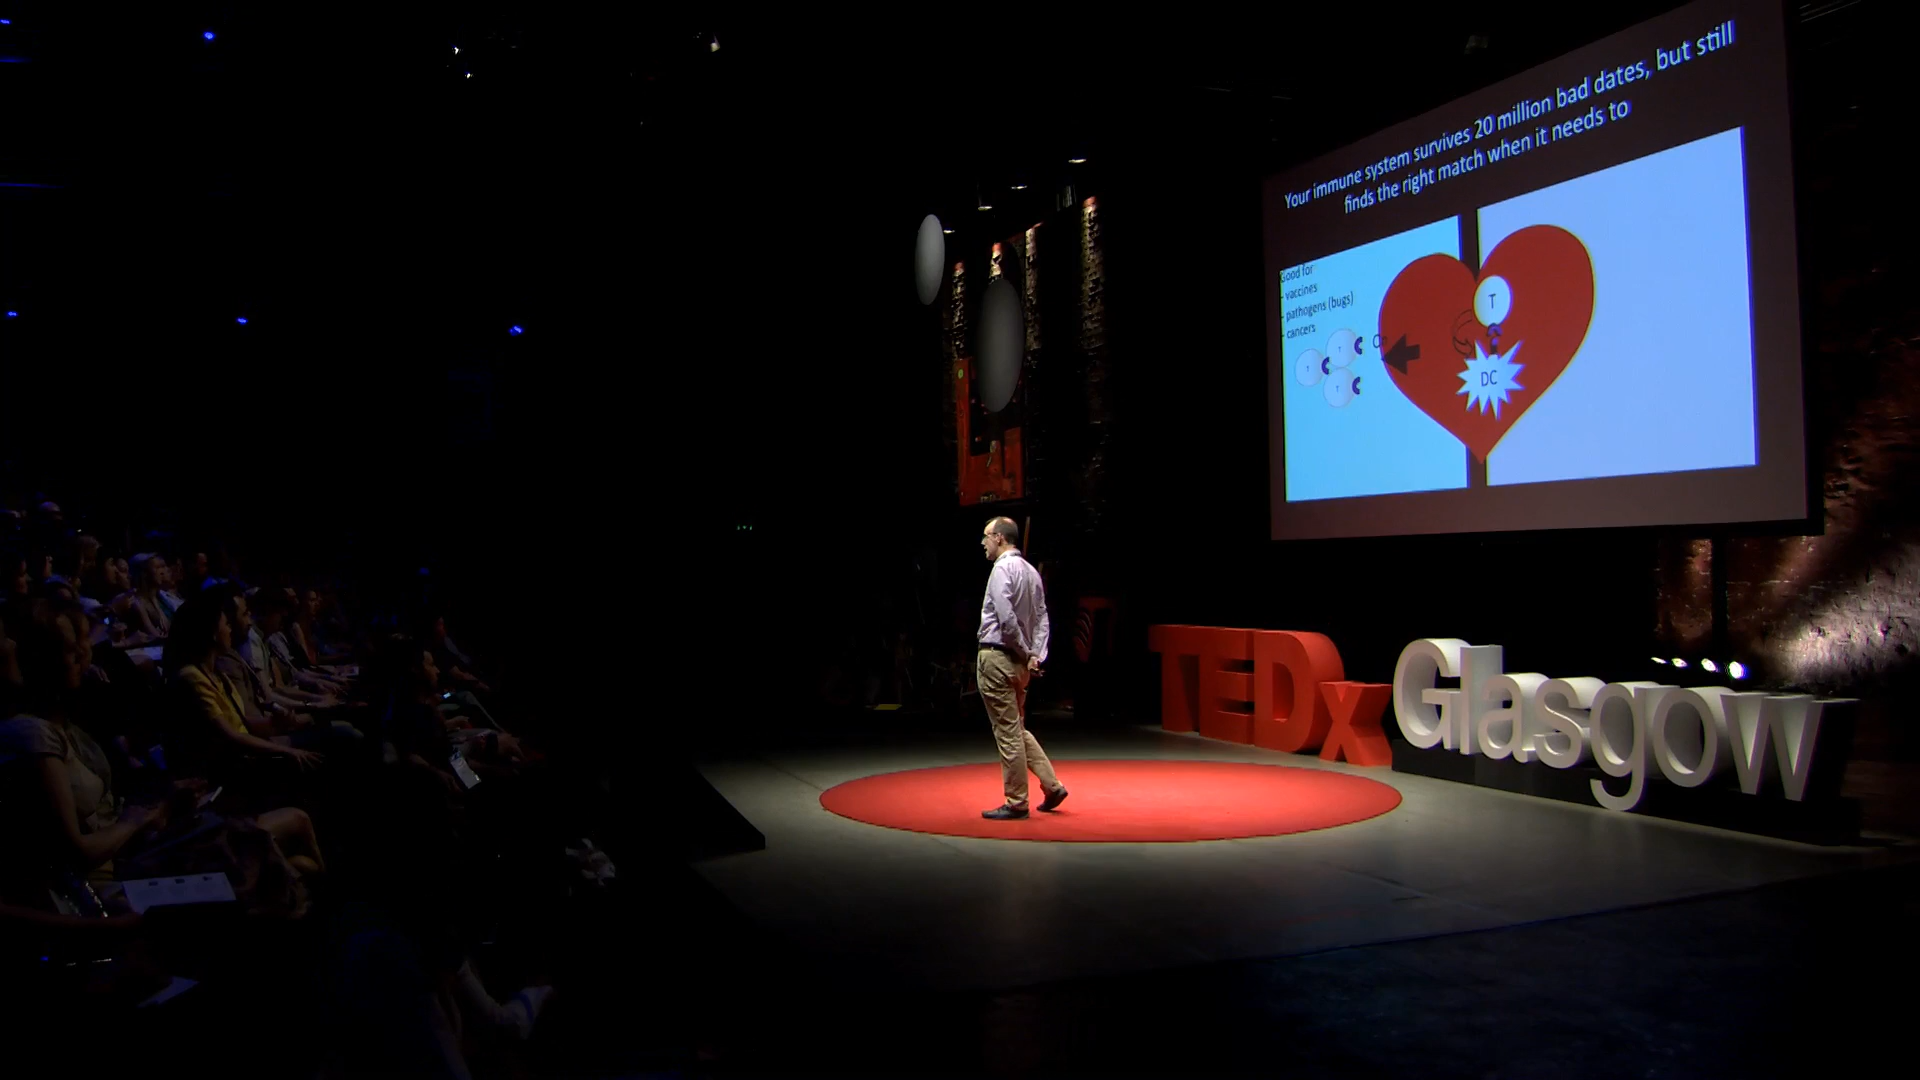 Your immune system survives 20 million bad dates, but still
finds the right match when it needs to
Good for
- vaccines
- pathogens (bugs)
- cancers
T
DC
T
T
T
TEDx Glasgow